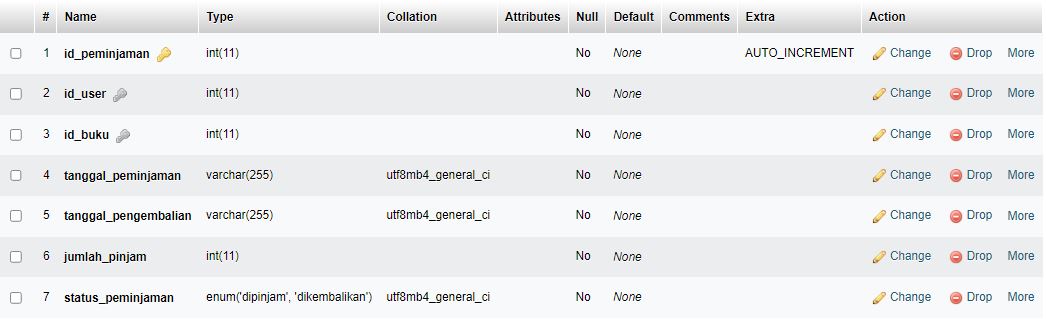 # Name Type Collation Attributes Null Default Comments Extra Action
1 id_peminjaman int(11) No None AUTO_INCREMENT Change Drop More
2 id_user int(11) No None Change Drop More
3 id_buku int(11) No None Change Drop More
4 tanggal_peminjaman varchar(255) utf8mb4_general_ci No None Change Drop More
5 tanggal_pengembalian varchar(255) utf8mb4_general_ci No None Change Drop More
6 jumlah_pinjam int(11) No None Change Drop More
7 status_peminjaman enum('dipinjam', 'dikembalikan') utf8mb4_general_ci No None Change Drop More